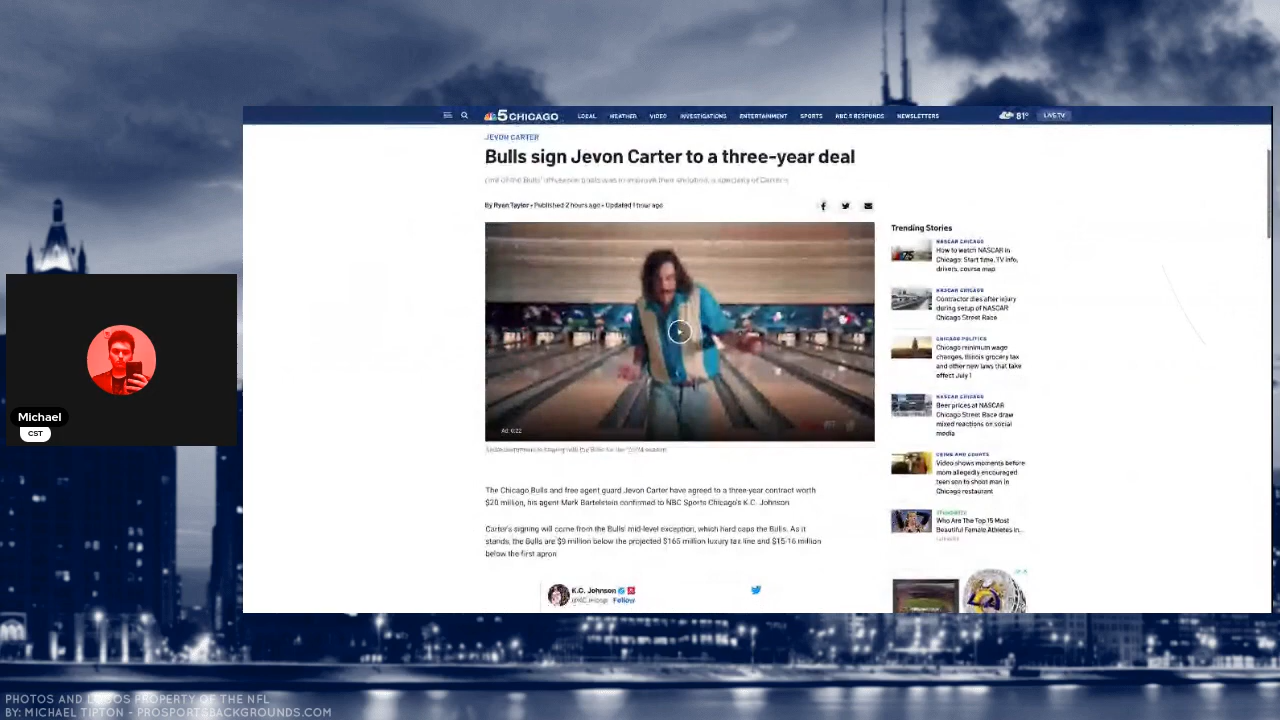 5 CHICAGO
LOCAL WEATHER VIDEO INVESTIGATIONS ENTERTAINMENT SPORTS NBC 5 RESPONDS NEWSLETTERS
81°
LIVE TV
JEVON CARTER
Bulls sign Jevon Carter to a three-year deal
By Ryan Taylor • Published 2 hours ago • Updated 1 hour ago
Ad: 0:22
The Chicago Bulls and free agent guard Jevon Carter have agreed to a three-year contract worth
$20 million, his agent Mark Bartelstein confirmed to NBC Sports Chicago's K.C. Johnson
Carter's signing will come from the Bulls' mid-level exception, which hard caps the Bulls. As it
stands, the Bulls are $9 million below the projected $165 million luxury tax line and $15-16 million
below the first apron
K.C. Johnson
Follow
Trending Stories
NASCAR CHICAGO
How to watch NASCAR in
Chicago: Start time, TV info,
drivers, course map
NASCAR CHICAGO
Contractor dies after injury
during setup of NASCAR
Chicago Street Race
CHICAGO POLITICS
Chicago minimum wage
changes, Illinois grocery tax
and other new laws that take
effect July 1
NASCAR CHICAGO
Beer prices at NASCAR
Chicago Street Race draw
mixed reactions on social
media
CRIME AND COURTS
Video shows moments before
mom allegedly encouraged
teen son to shoot man in
Chicago restaurant
Who Are The Top 15 Most
Beautiful Female Athletes in...
Michael
CST
PHOTOS AND LOGOS PROPERTY OF THE NFL
BY: MICHAEL TIPTON - PROSPORTSBACKGROUNDS.COM